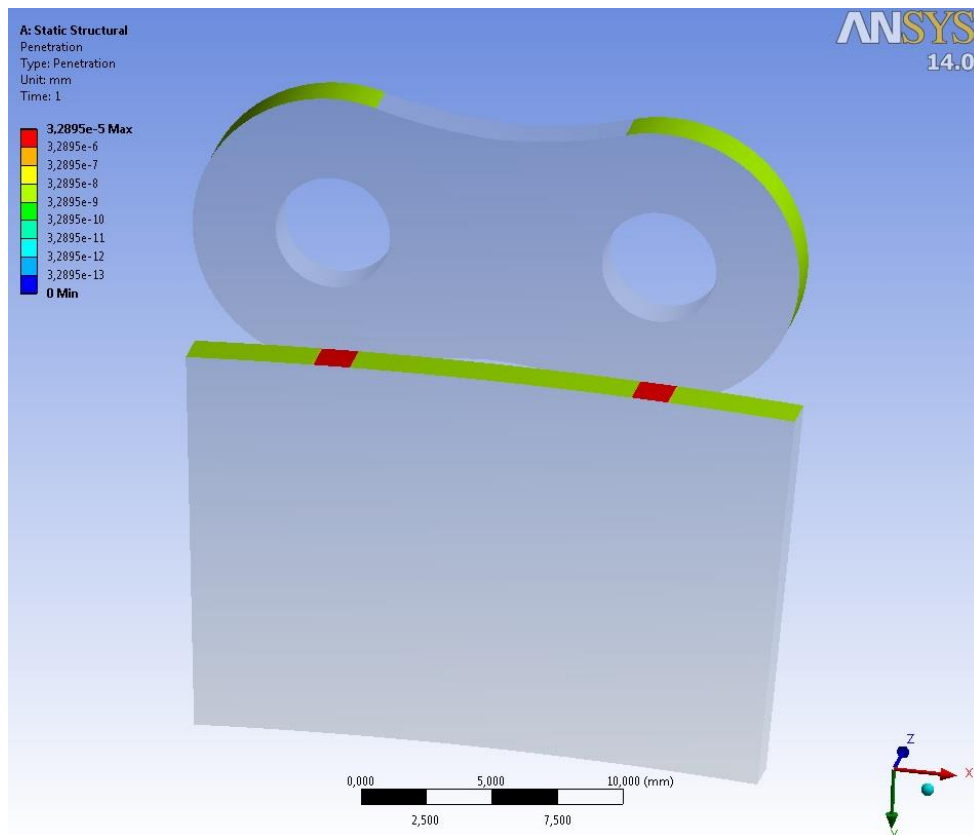 A: Static Structural
Penetration
Type: Penetration
Unit: mm
Time: 1
3,2895e-5 Max
3,2895e-6
3,2895e-7
3,2895e-8
3,2895e-9
3,2895e-10
3,2895e-11
3,2895e-12
3,2895e-13
0 Min
ANSYS
14.0
0,000 5,000 10,000 (mm)
2,500 7,500
Z
X
Y